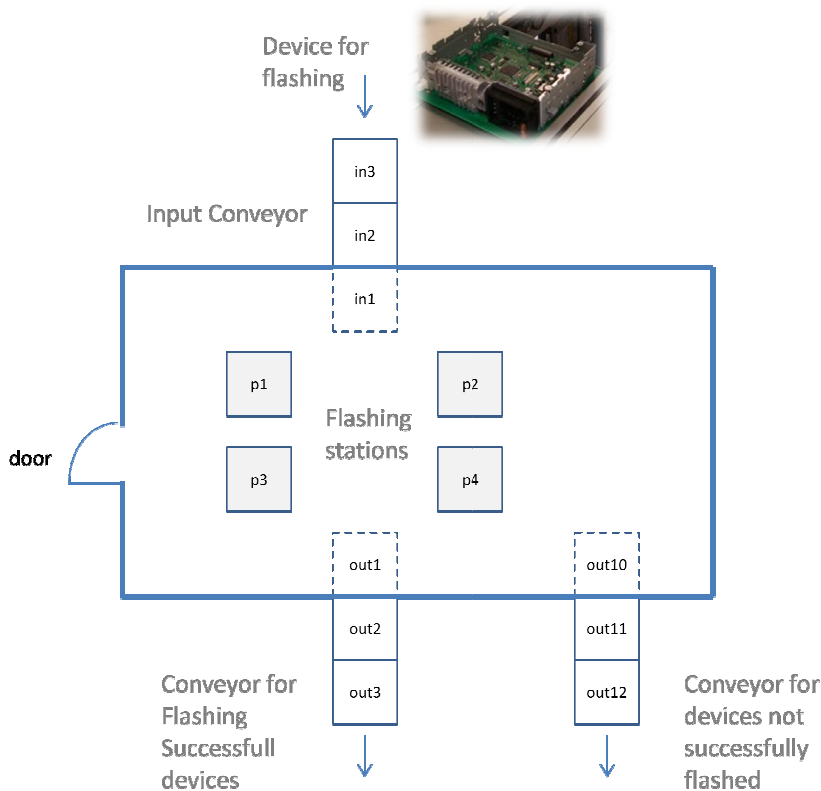 Device for
flashing
in3
Input Conveyor
in2
in1
p1
p2
Flashing
stations
door
p3
p4
out1
out10
out2
out11
out3
out12
Conveyor for
Flashing
Successfull
devices
Conveyor for
devices not
successfully
flashed